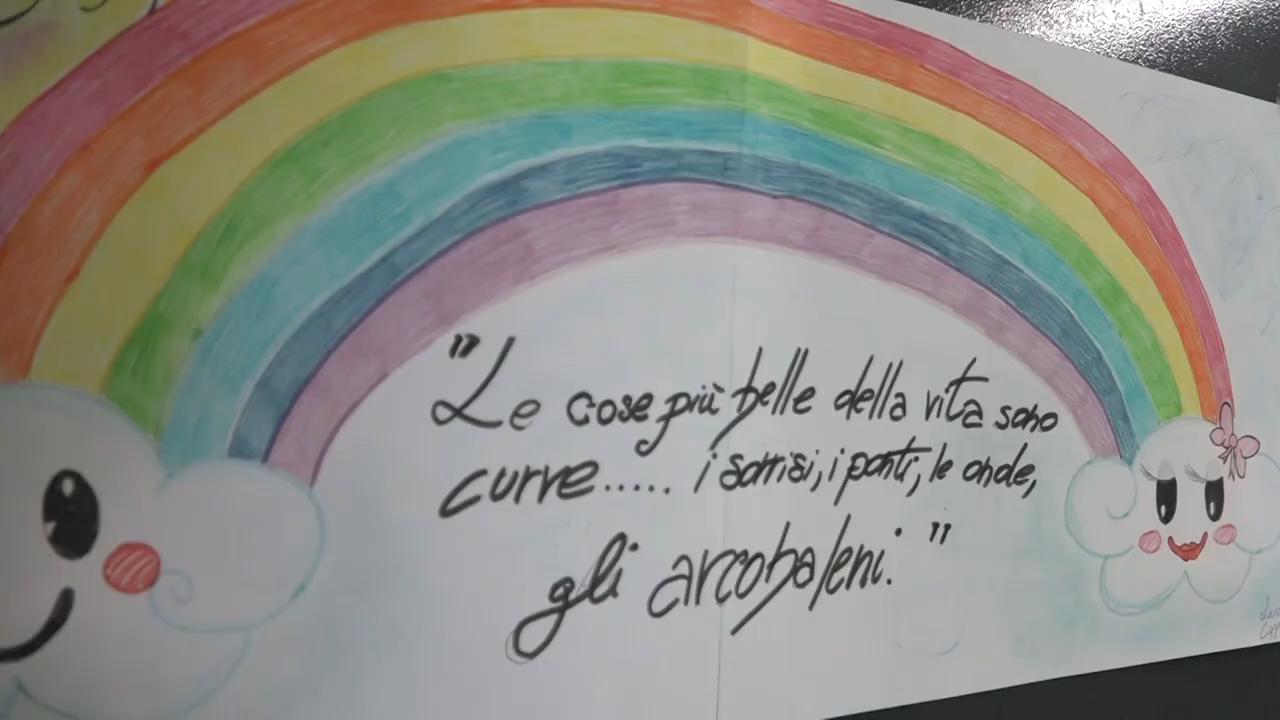 "Le cose più belle della vita sono
curve..... i sorrisi, i ponti, le onde,
gli arcobaleni."